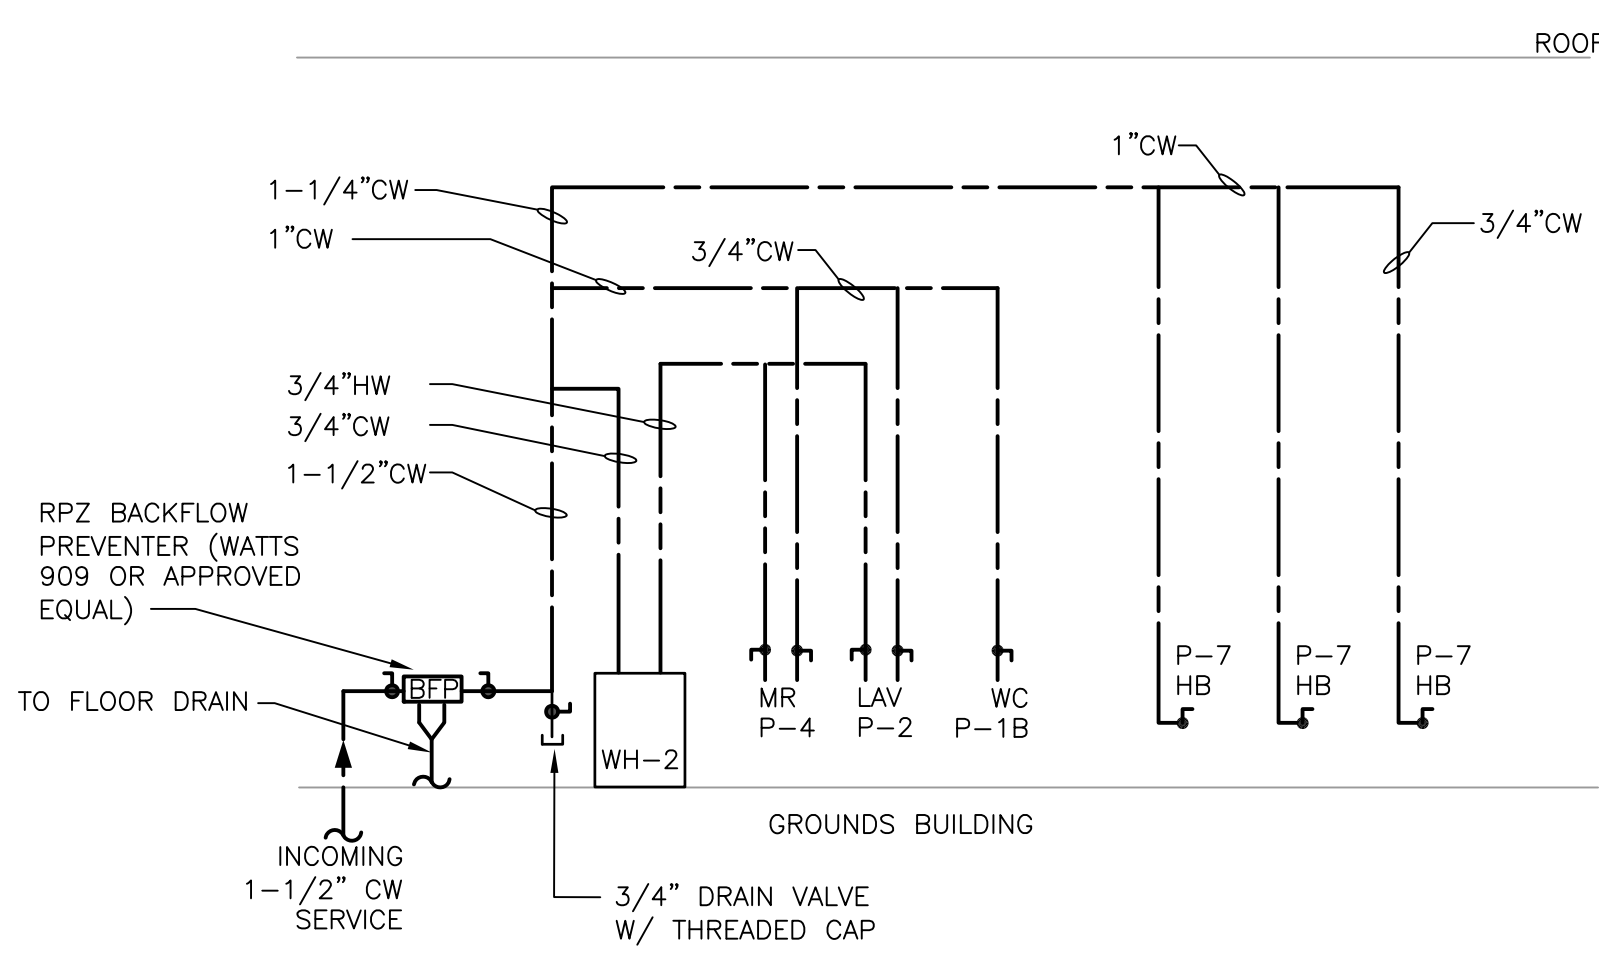 ROOF
1"CW
1-1/4"CW
3/4"CW
1"CW
3/4"CW
3/4"HW
3/4"CW
1-1/2"CW
RPZ BACKFLOW
PREVENTER (WATTS
909 OR APPROVED
EQUAL)
P-7
HB
P-7
HB
P-7
HB
BFP
TO FLOOR DRAIN
MR
P-4
LAV
P-2
WC
P-1B
WH-2
GROUNDS BUILDING
INCOMING
1-1/2" CW
SERVICE
3/4" DRAIN VALVE
W/ THREADED CAP